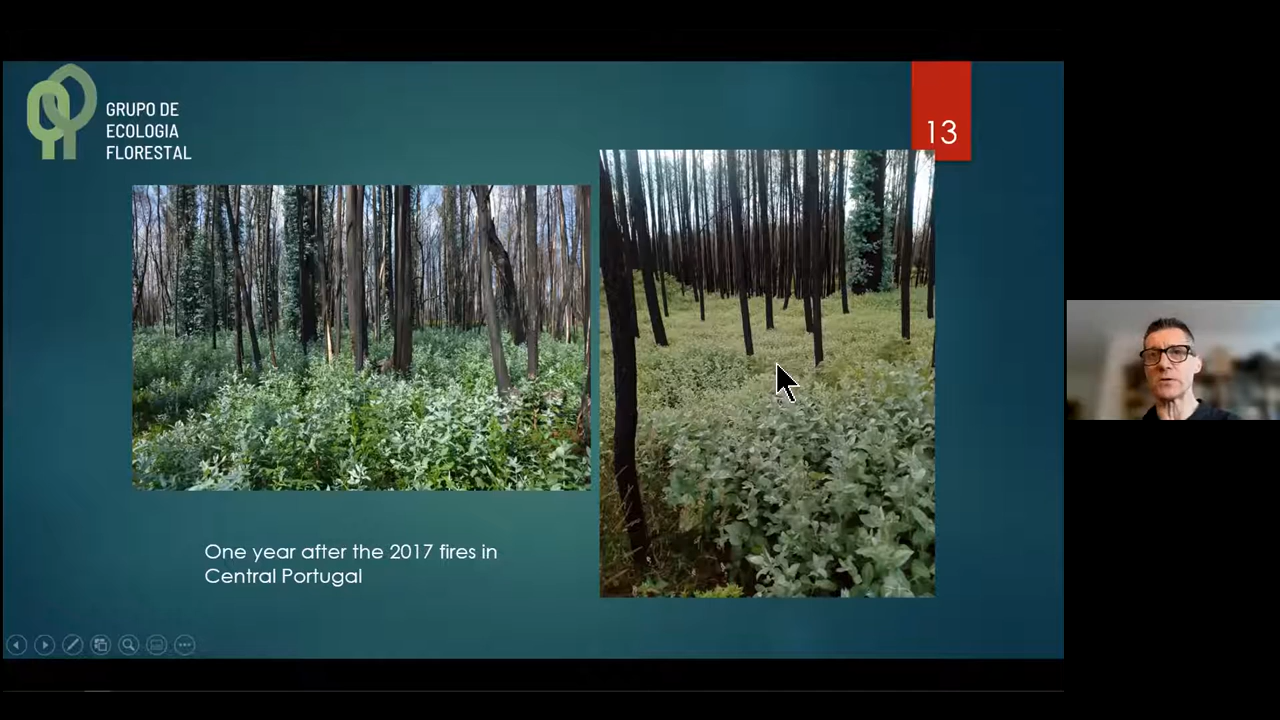 GRUPO DE
ECOLOGIA
FLORESTAL
13
One year after the 2017 fires in
Central Portugal